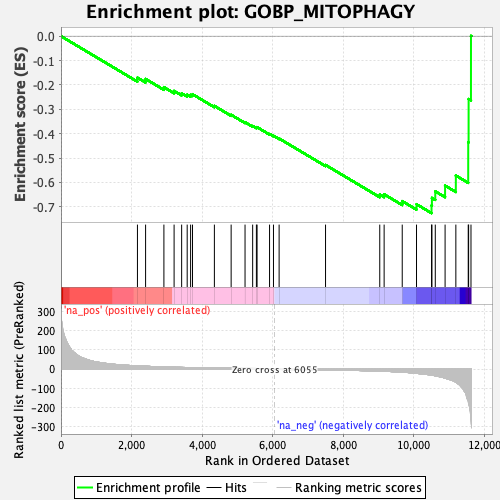 Enrichment plot: GOBP_MITOPHAGY
Enrichment score (ES)
0.0
-0.1
-0.2
-0.3
-0.4
-0.5
-0.6
-0.7
'na_pos' (positively correlated)
Ranked list metric (PreRanked)
300
200
100
0
-100
-200
-300
Zero cross at 6055
'na_neg' (negatively correlated)
0
2,000
4,000
6,000
8,000
10,000
12,000
Rank in Ordered Dataset
Enrichment profile
Hits
Ranking metric scores